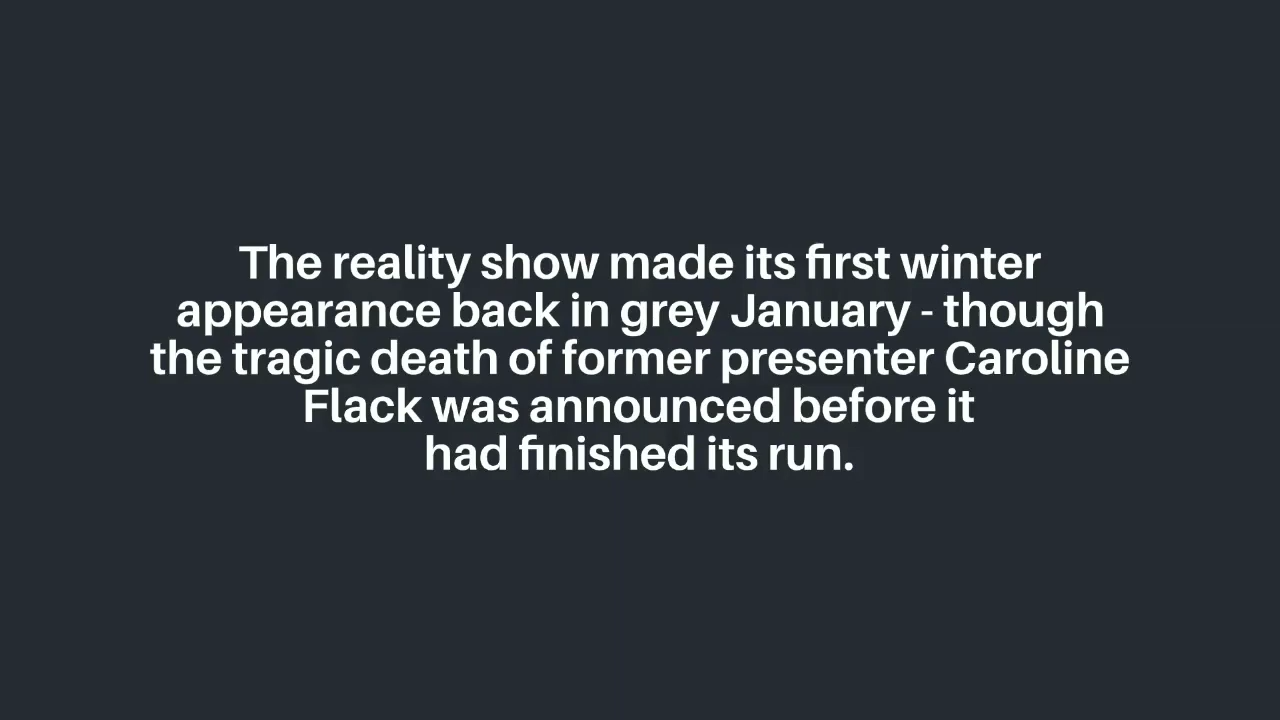 The reality show made its first winter
appearance back in grey January - though
the tragic death of former presenter Caroline
Flack was announced before it
had finished its run.